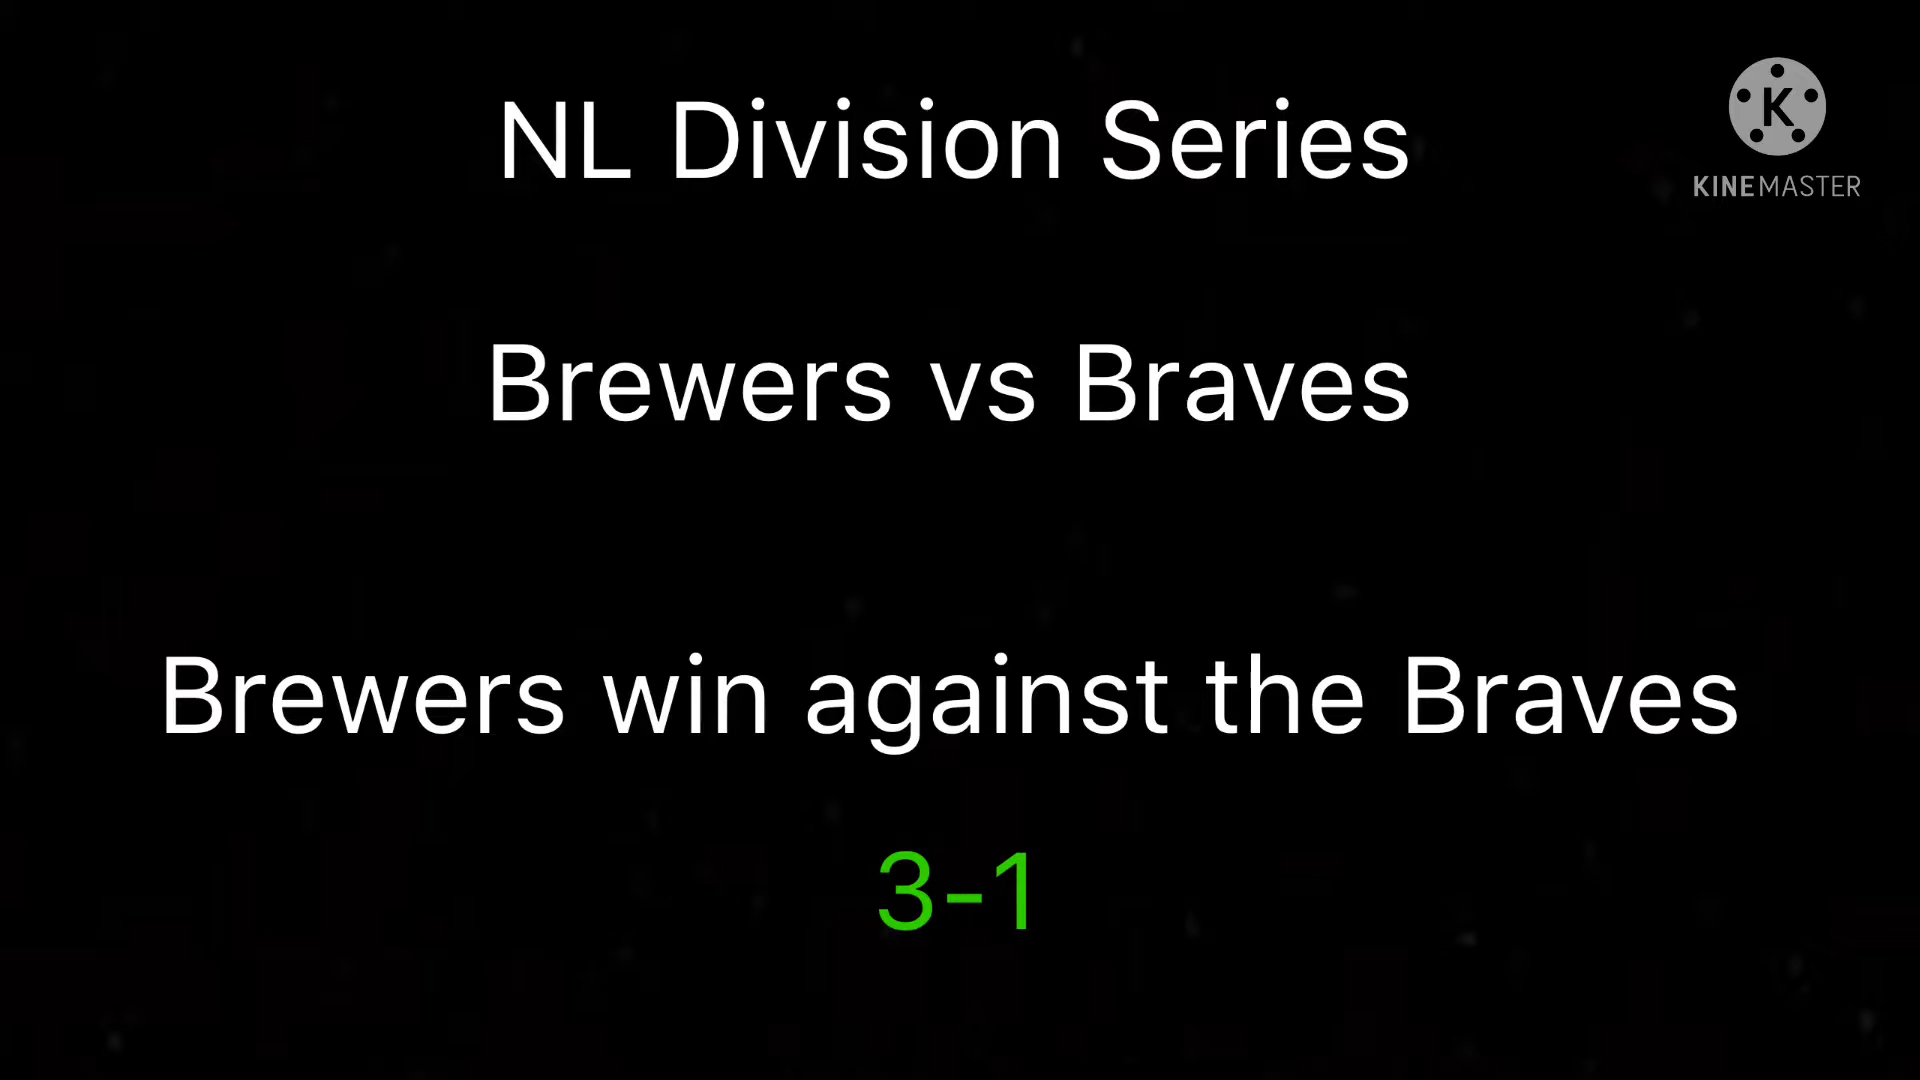 NL Division Series
K
KINEMASTER
Brewers vs Braves
Brewers win against the Braves
3-1